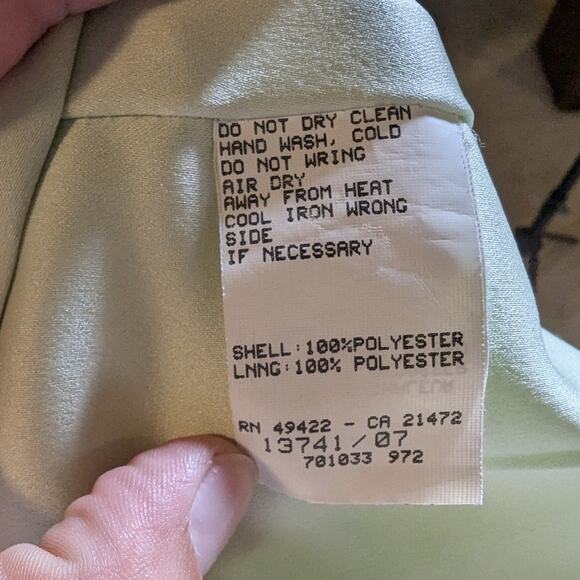 DO NOT DRY CLEAN
HAND WASH, COLD
DO NOT WRING
AIR DRY
AWAY FROM HEAT
COOL IRON WRONG
SIDE
IF NECESSARY
SHELL:100%POLYESTER
LNNG:100% POLYESTER
RN 49422 - CA 21472
13741/07
701033 972